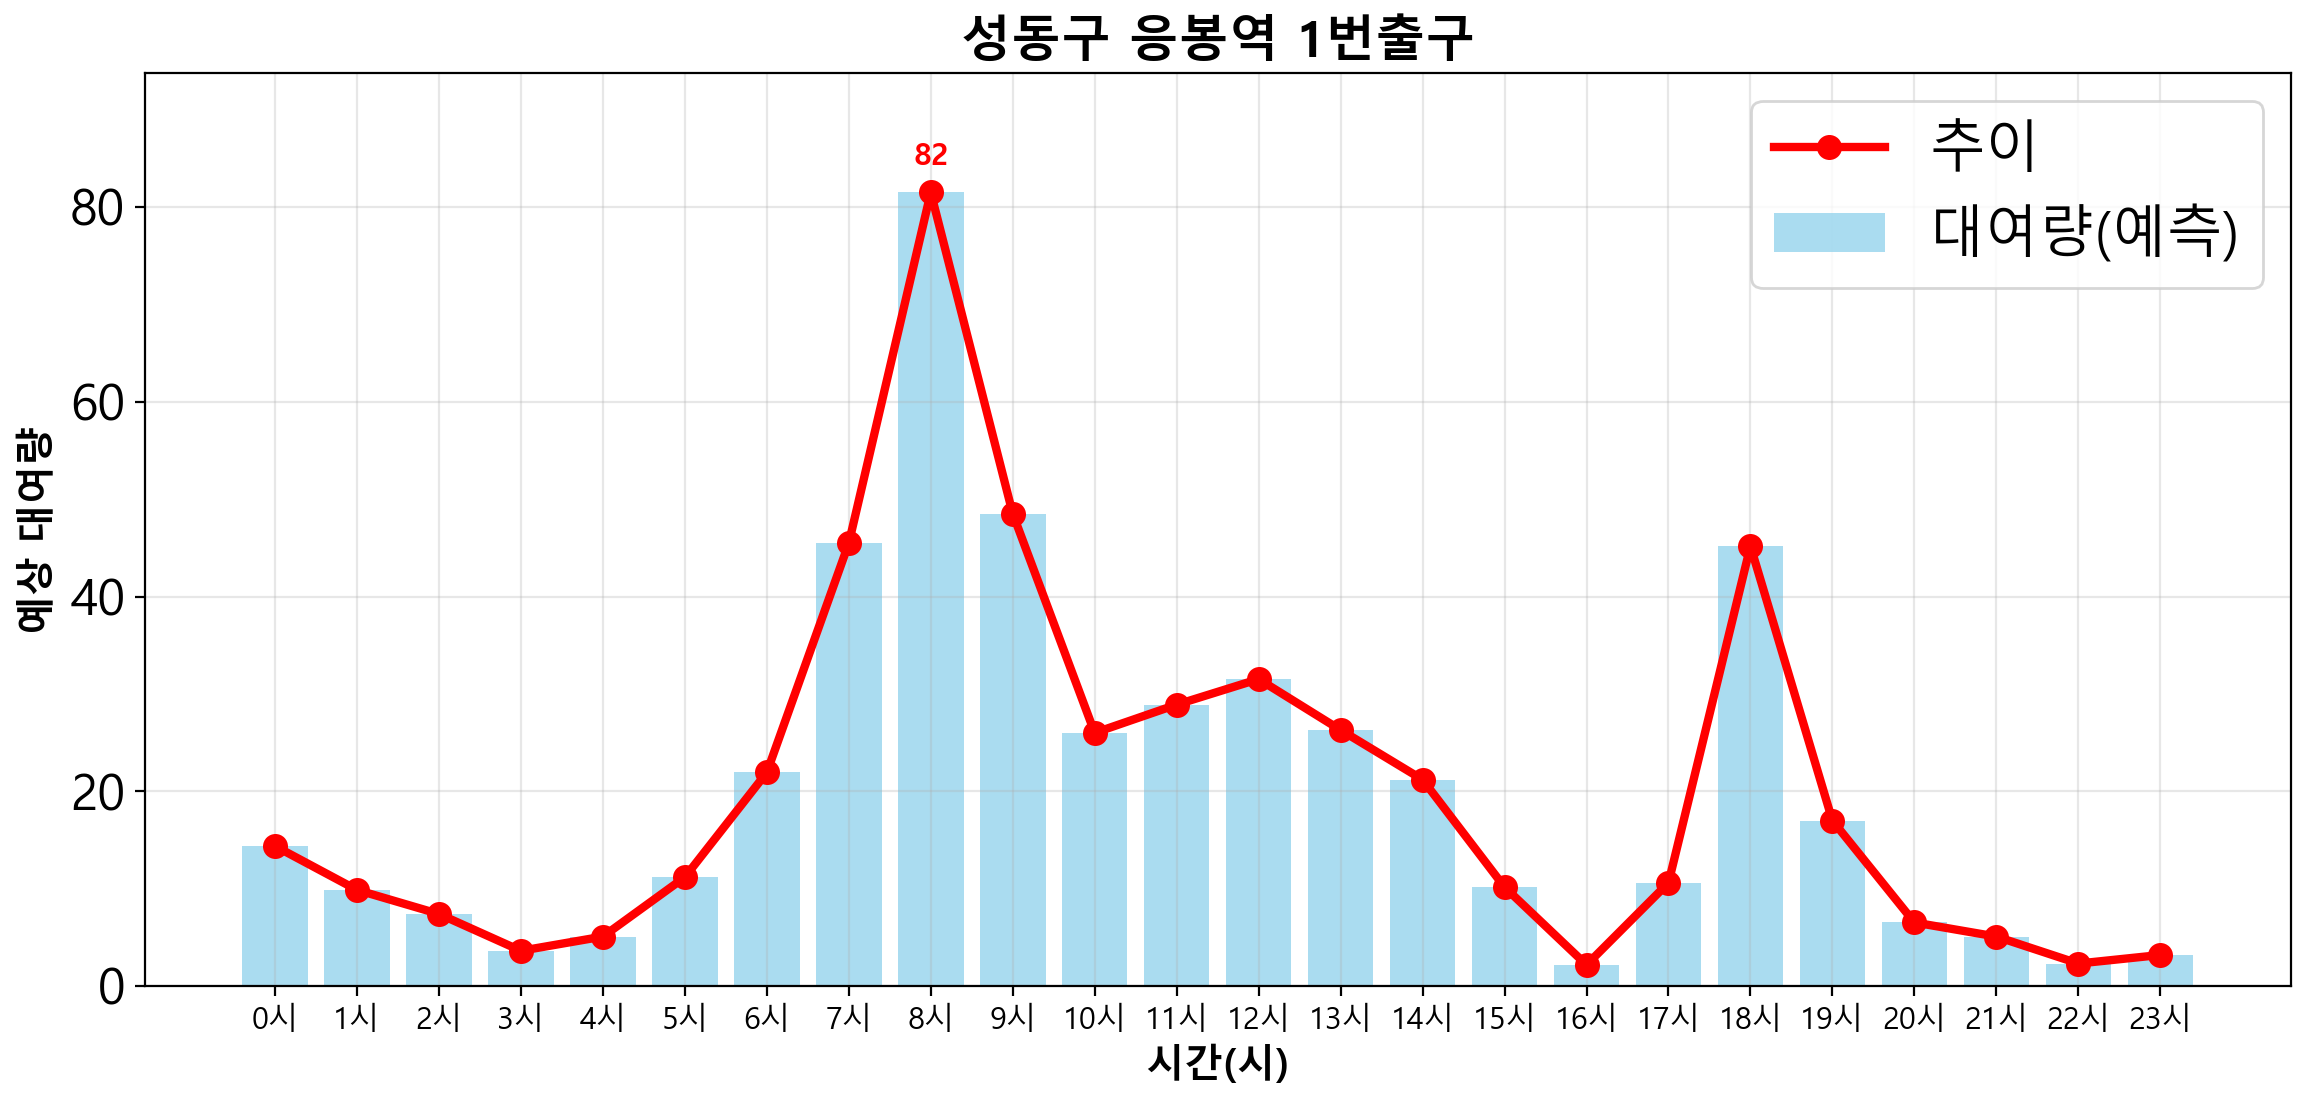 성동구 응봉역 1번출구
82
추이
대여량(예측)
예상 대여량
80
60
40
20
0
0시 1시 2시 3시 4시 5시 6시 7시 8시 9시 10시 11시 12시 13시 14시 15시 16시 17시 18시 19시 20시 21시 22시 23시
시간(시)